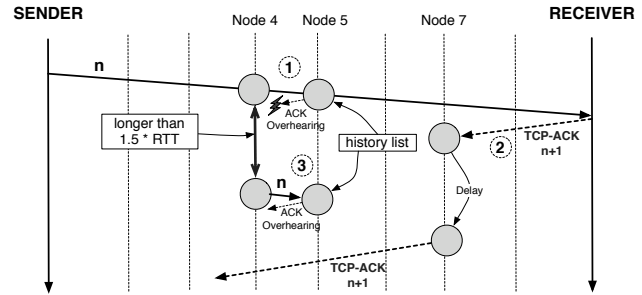 SENDER
Node 4
Node 5
Node 7
RECEIVER
n
1
ACK
Overhearing
longer than
1.5 * RTT
history list
TCP-ACK
n+1
2
3
n
ACK
Overhearing
Delay
TCP-ACK
n+1